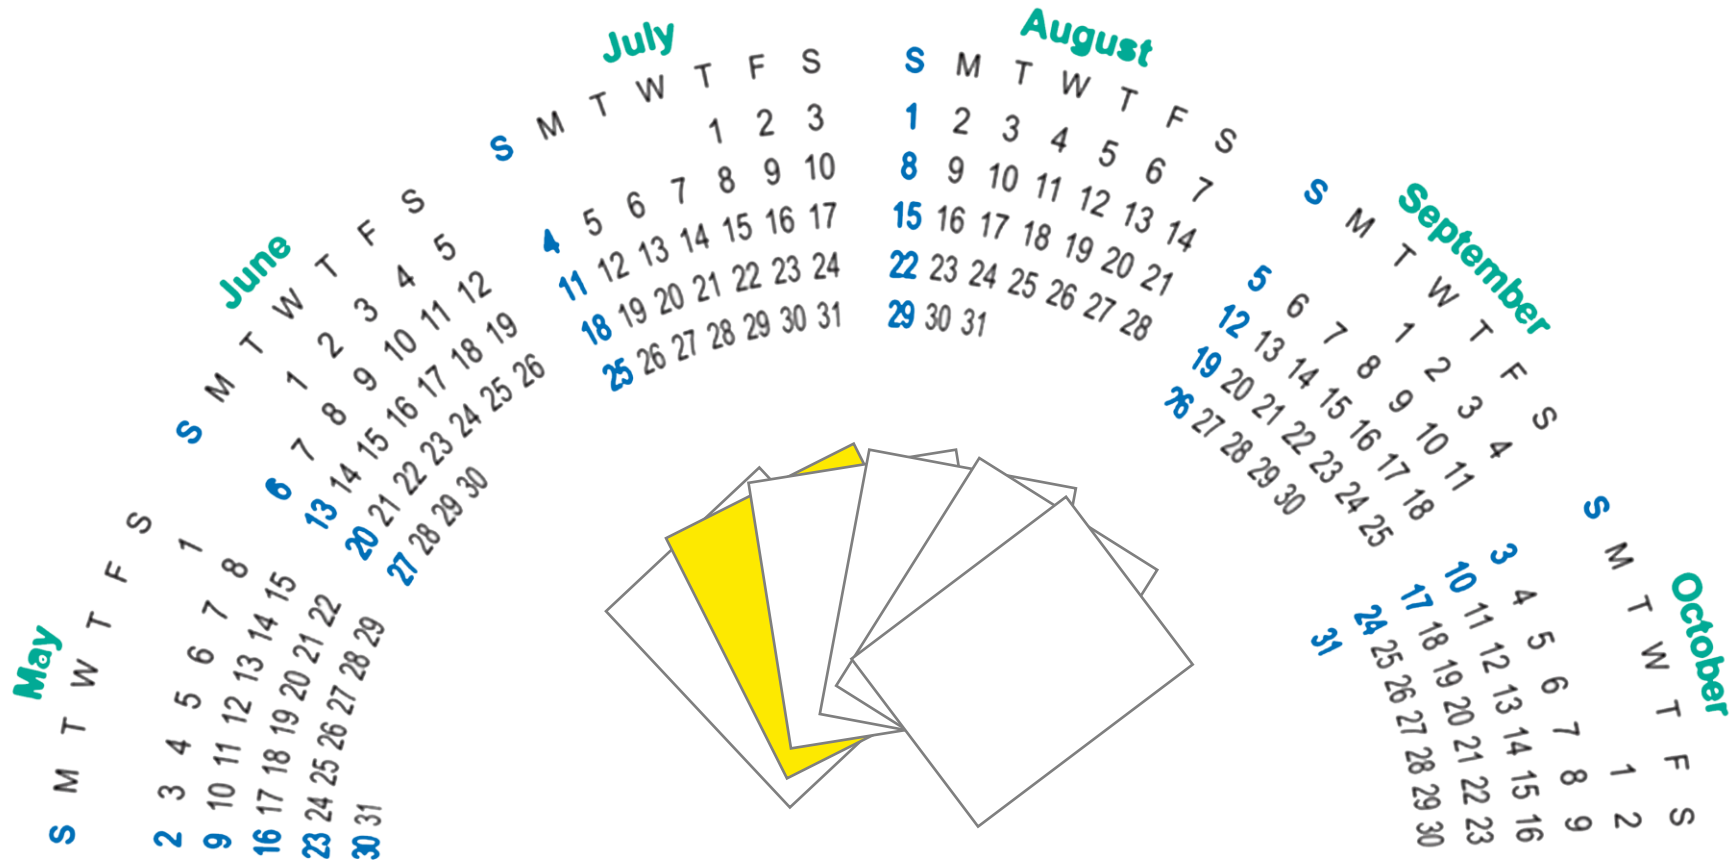 May
S M T W T F S
1
2 3 4 5 6 7 8
9 10 11 12 13 14 15
16 17 18 19 20 21 22
23 24 25 26 27 28 29
30 31
June
S M T W T F S
1 2 3 4 5
6 7 8 9 10 11 12
13 14 15 16 17 18 19
20 21 22 23 24 25 26
27 28 29 30
July
S M T W T F S
1 2 3
4 5 6 7 8 9 10
11 12 13 14 15 16 17
18 19 20 21 22 23 24
25 26 27 28 29 30 31
August
S M T W T F S
1 2 3 4 5 6 7
8 9 10 11 12 13 14
15 16 17 18 19 20 21
22 23 24 25 26 27 28
29 30 31
September
S M T W T F S
1 2 3 4
5 6 7 8 9 10 11
12 13 14 15 16 17 18
19 20 21 22 23 24 25
26 27 28 29 30
October
S M T W T F S
1 2
3 4 5 6 7 8 9
10 11 12 13 14 15 16
17 18 19 20 21 22 23
24 25 26 27 28 29 30
31